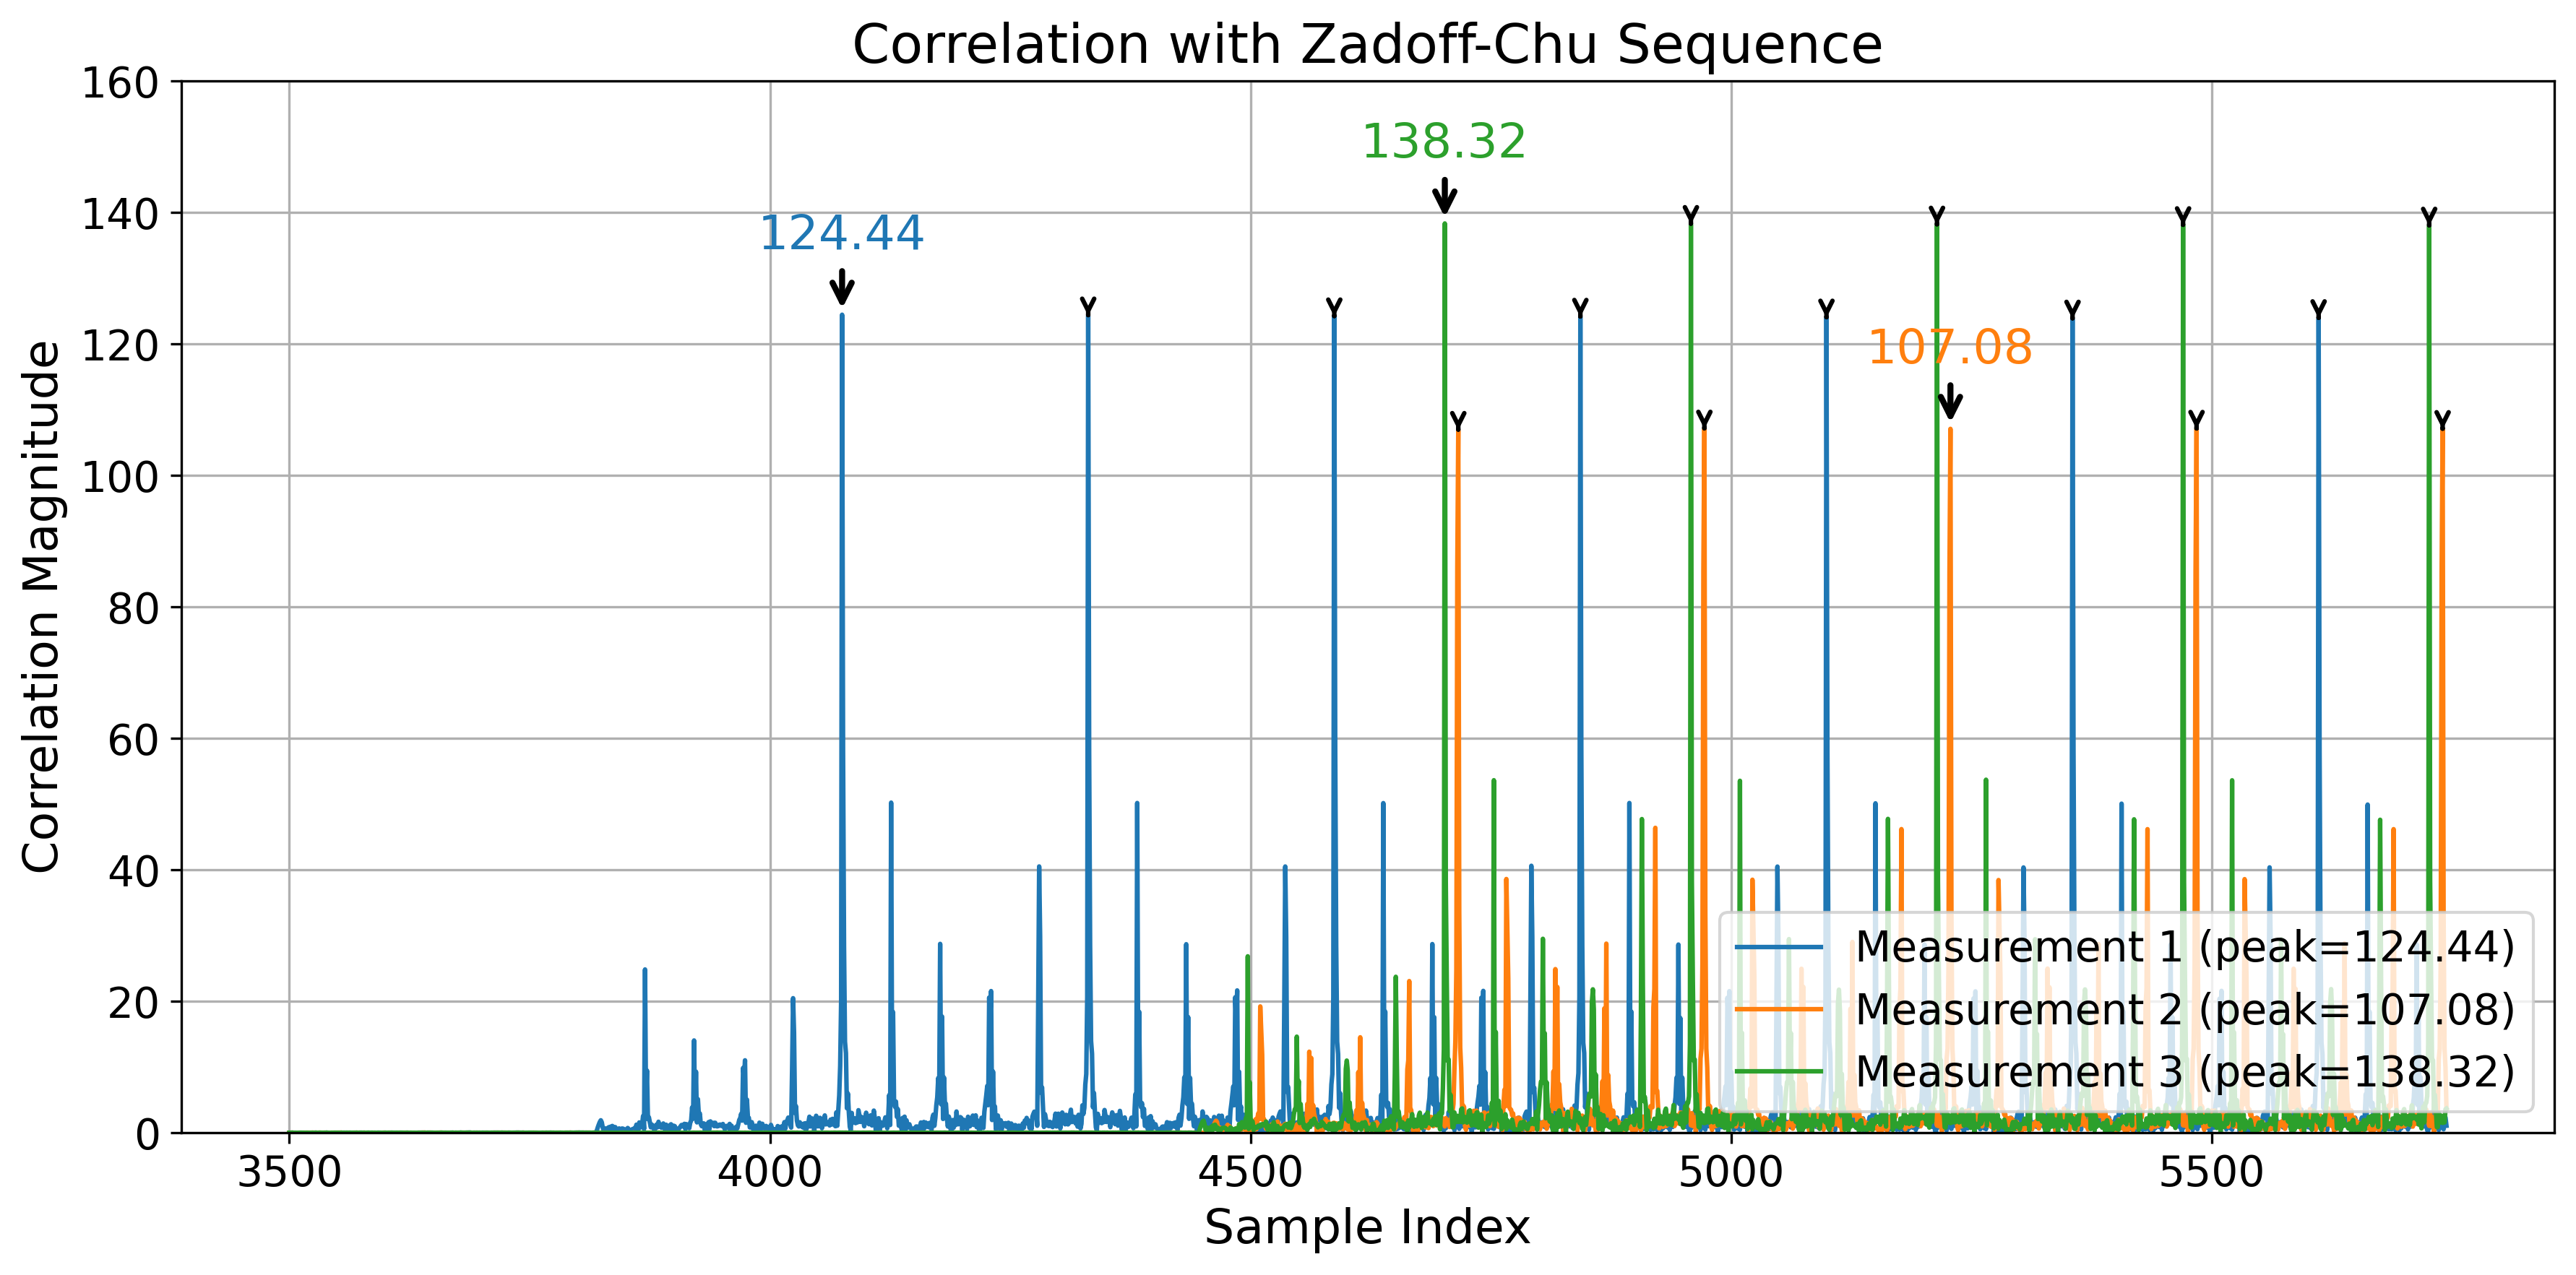 Correlation with Zadoff-Chu Sequence
Correlation Magnitude
160
140
120
100
80
60
40
20
0
138.32
124.44
107.08
Measurement 1 (peak=124.44)
Measurement 2 (peak=107.08)
Measurement 3 (peak=138.32)
3500 4000 4500 5000 5500
Sample Index